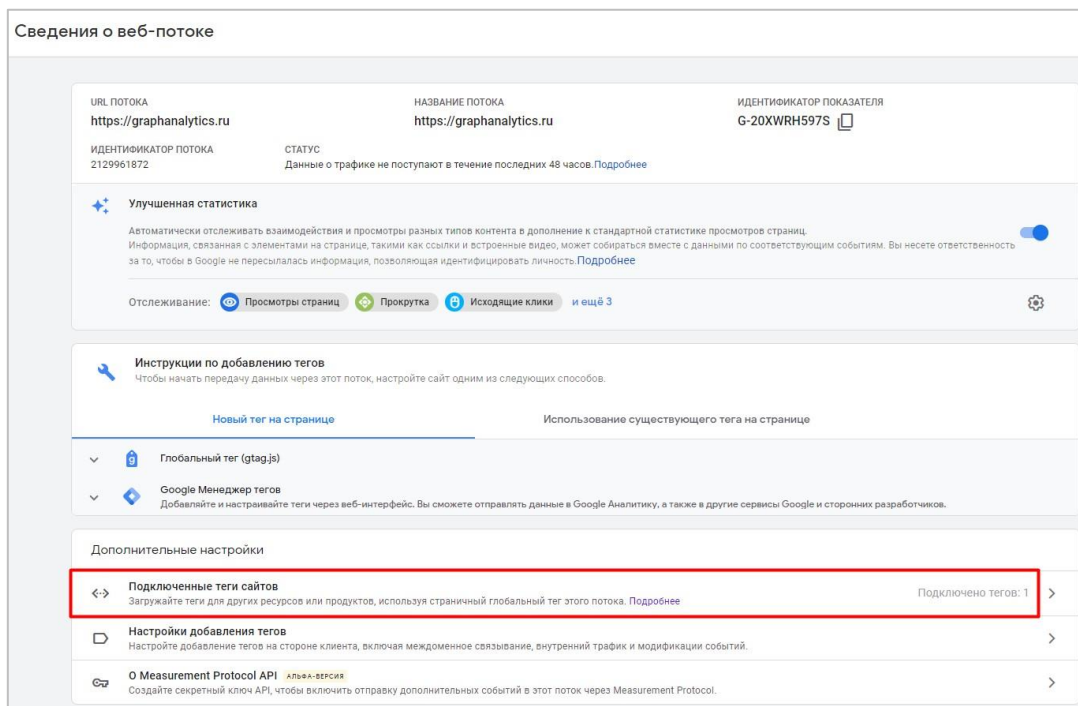 Сведения о веб-потоке
URL ПОТОКА
НАЗВАНИЕ ПОТОКА
ИДЕНТИФИКАТОР ПОКАЗАТЕЛЯ
https://graphanalytics.ru
https://graphanalytics.ru
G-20XWRH597S
ИДЕНТИФИКАТОР ПОТОКА
СТАТУС
2129961872
Данные о трафике не поступают в течение последних 48 часов.Подробнее
Улучшенная статистика
Автоматически отслеживать взаимодействия и просмотры разных типов контента в дополнение к стандартной статистике просмотров страниц.
Информация, связанная с элементами на странице, такими как ссылки и встроенные видео, может собираться вместе с данными по соответствующим событиям. Вы несете ответственность
за то, чтобы в Google не пересылалась информация, позволяющая идентифицировать личность.Подробнее
Отслеживание:
Просмотры страниц
Прокрутка
Исходящие клики
и ещё 3
Инструкции по добавлению тегов
Чтобы начать передачу данных через этот поток, настройте сайт одним из следующих способов.
Новый тег на странице
Использование существующего тега на странице
Глобальный тег (gtag.js)
Google Менеджер тегов
Добавляйте и настраивайте теги через веб-интерфейс. Вы сможете отправлять данные в Google Аналитику, а также в другие сервисы Google и сторонних разработчиков.
Дополнительные настройки
Подключенные теги сайтов
Загружайте теги для других ресурсов или продуктов, используя страничный глобальный тег этого потока. Подробнее
Подключено тегов: 1
Настройки добавления тегов
Настройте добавление тегов на стороне клиента, включая междоменное связывание, внутренний трафик и модификации событий.
О Measurement Protocol API
АЛЬФА-ВЕРСИЯ
Создайте секретный ключ API, чтобы включить отправку дополнительных событий в этот поток через Measurement Protocol.